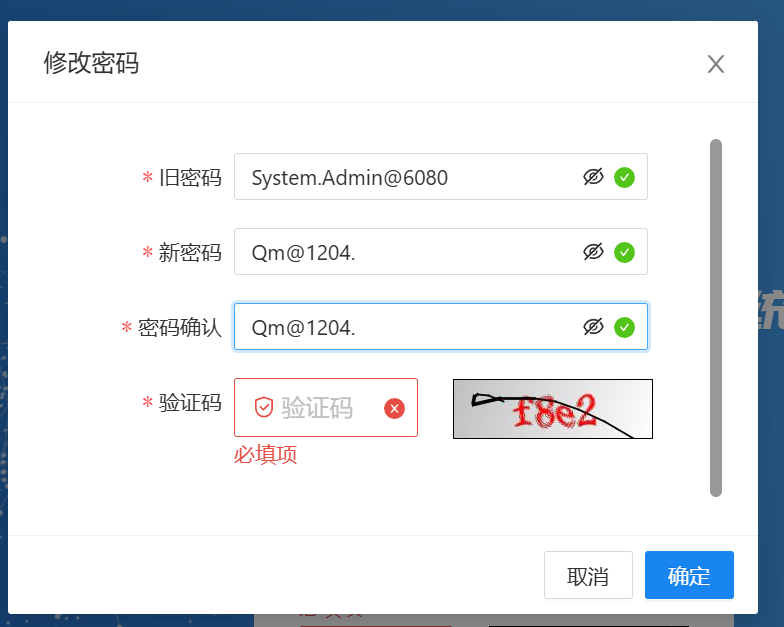 修改密码
* 旧密码 System.Admin@6080
* 新密码 Qm@1204.
* 密码确认 Qm@1204.
* 验证码 验证码 f8e2
必填项
取消 确定
统